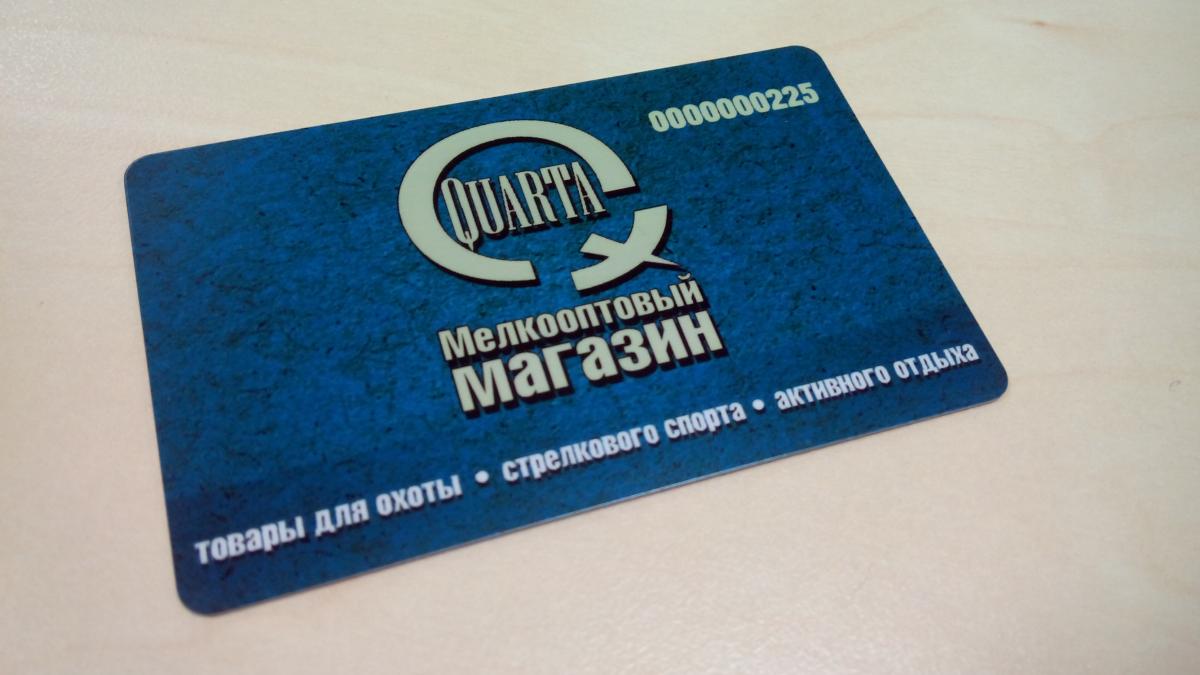 0000000225
QUARTA
Мелкооптовый
магазин
товары для охоты • стрелкового спорта • активного отдыха